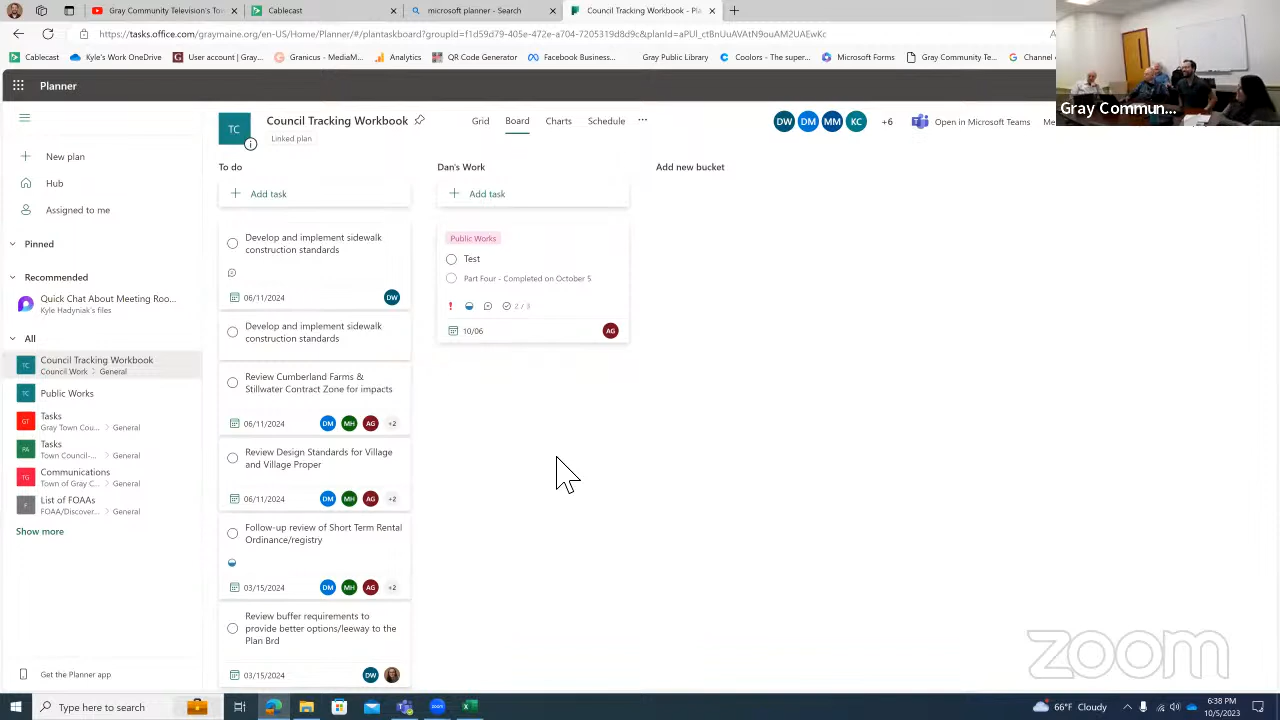 Gray Community Television's Tow
Cablecast
microsoft planner - Search
Council Tracking Workbook - Pl
https://tasks.office.com/graymaine.org/en-US/Home/Planner/#/plantaskboard?groupId=f1d59d79-405e-472e-a704-7205319d8d9c&planId=aPUl_ctBnUuAVAtN9ouAM2UAEwKc
Cablecast
Kyle's Work OneDrive
User account | Gray...
Granicus - MediaM...
Analytics
QR Code Generator
Facebook Business...
Gray Public Library
Coolors - The super...
Microsoft Forms
Gray Community Te...
Channel
Gray Commun...
Planner
TC
Council Tracking Workbook
Linked plan
Grid
Board
Charts
Schedule
...
DW
DM
MM
KC
+6
Open in Microsoft Teams
Me
New plan
Hub
Assigned to me
Pinned
Recommended
Quick Chat About Meeting Roo...
Kyle Hadyniak's files
All
TC
Council Tracking Workbook
Council Work > General
TC
Public Works
GT
Tasks
Gray Town Cou... > General
PA
Tasks
Town Council-... > General
TG
Communications
Town of Gray C... > General
F
List of FOAAs
FOAA/Discover... > General
Show more
Get the Planner app
To do
Add task
Develop and implement sidewalk
construction standards
06/11/2024
DW
Develop and implement sidewalk
construction standards
Review Cumberland Farms &
Stillwater Contract Zone for impacts
06/11/2024
DM
MH
AG
+2
Review Design Standards for Village
and Village Proper
06/11/2024
DM
MH
AG
+2
Follow-up review of Short Term Rental
Ordinance/registry
03/15/2024
DM
MH
AG
+2
Review buffer requirements to
provide better options/leeway to the
Plan Brd
03/15/2024
DW
Dan's Work
Add task
Public Works
Test
Part Four - Completed on October 5
2 / 3
10/06
AG
Add new bucket
zoom
Type here to search
zoom
66°F Cloudy
6:38 PM
10/5/2023